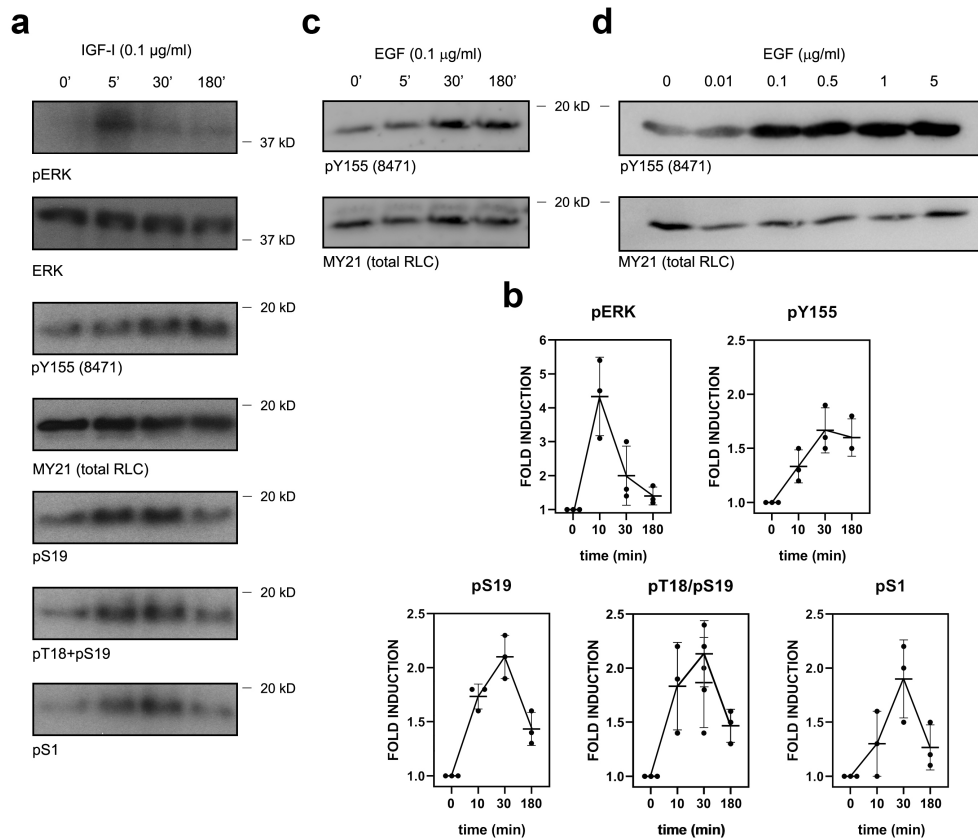 a
IGF-I (0.1 µg/ml)
0' 5' 30' 180'
37 kD
pERK
37 kD
ERK
20 kD
pY155 (8471)
20 kD
MY21 (total RLC)
20 kD
pS19
20 kD
pT18+pS19
20 kD
pS1
c
EGF (0.1 µg/ml)
0' 5' 30' 180'
20 kD
pY155 (8471)
20 kD
MY21 (total RLC)
d
EGF (µg/ml)
0 0.01 0.1 0.5 1 5
pY155 (8471)
MY21 (total RLC)
b
pERK
FOLD INDUCTION
6
5
4
3
2
1
0 10 30 180
time (min)
pY155
FOLD INDUCTION
2.5
2.0
1.5
1.0
0 10 30 180
time (min)
pS19
FOLD INDUCTION
2.5
2.0
1.5
1.0
0 10 30 180
time (min)
pT18/pS19
FOLD INDUCTION
2.5
2.0
1.5
1.0
0 10 30 180
time (min)
pS1
FOLD INDUCTION
2.5
2.0
1.5
1.0
0 10 30 180
time (min)